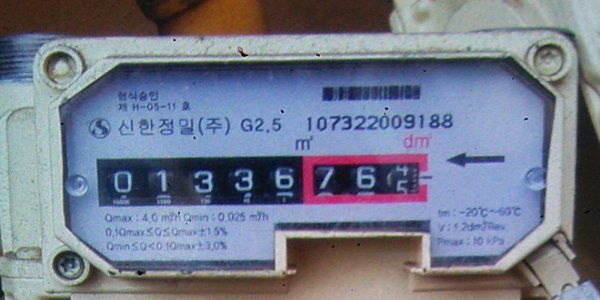 형식승인
제 H-05-11 호
신한정밀(주) G2.5 107322009188
m³ dm³
0 1 3 3 6 7 6
Qmax : 4.0 m³/h Qmin : 0.025 m³/h
0.1Qmax≤Q≤Qmax±1.5%
Qmin≤Q<0.1Qmax±3.0%
tm : -20℃~60℃
V : 1.2dm³/Rev
Pmax : 10 kPa